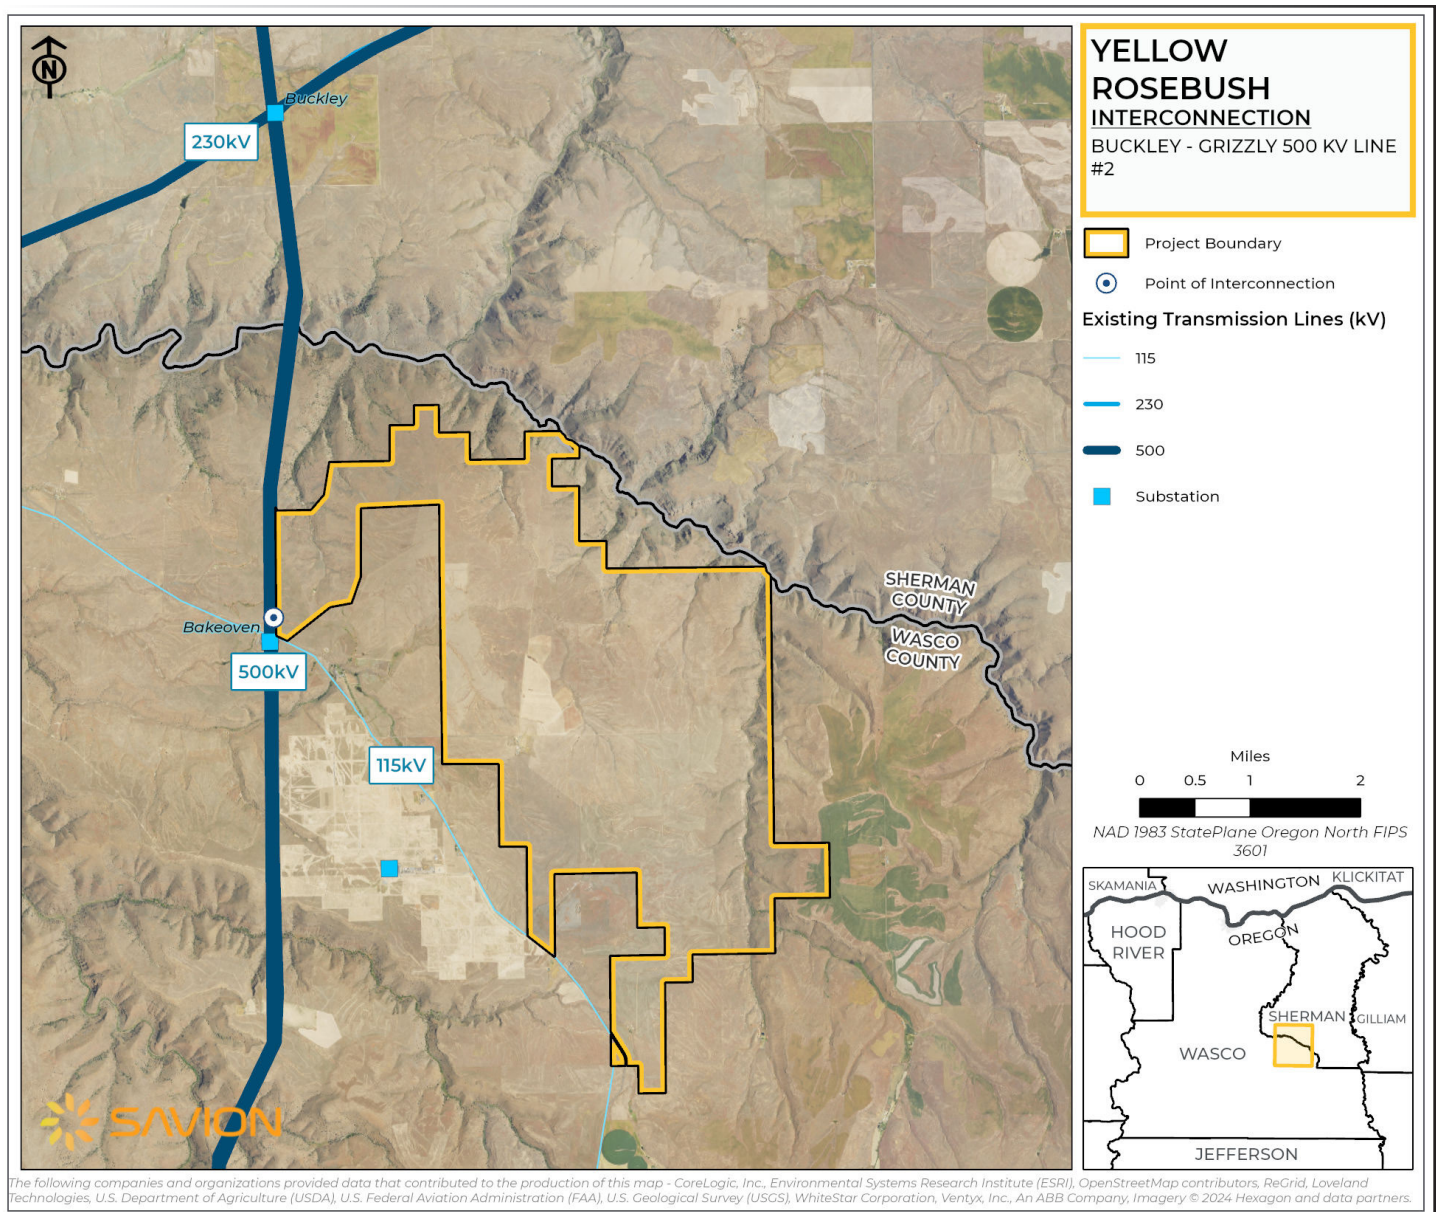 YELLOW
ROSEBUSH
INTERCONNECTION
BUCKLEY - GRIZZLY 500 KV LINE
#2
Project Boundary
Point of Interconnection
Existing Transmission Lines (kV)
115
230
500
Substation
N
Buckley
230kV
SHERMAN
COUNTY
WASCO
COUNTY
Bakeoven
500kV
115kV
SAVION
Miles
0 0.5 1 2
NAD 1983 StatePlane Oregon North FIPS
3601
SKAMANIA
WASHINGTON
KLICKITAT
HOOD
RIVER
OREGON
SHERMAN
GILLIAM
WASCO
JEFFERSON
The following companies and organizations provided data that contributed to the production of this map - CoreLogic, Inc., Environmental Systems Research Institute (ESRI), OpenStreetMap contributors, ReGrid, Loveland
Technologies, U.S. Department of Agriculture (USDA), U.S. Federal Aviation Administration (FAA), U.S. Geological Survey (USGS), WhiteStar Corporation, Ventyx, Inc., An ABB Company, Imagery © 2024 Hexagon and data partners.